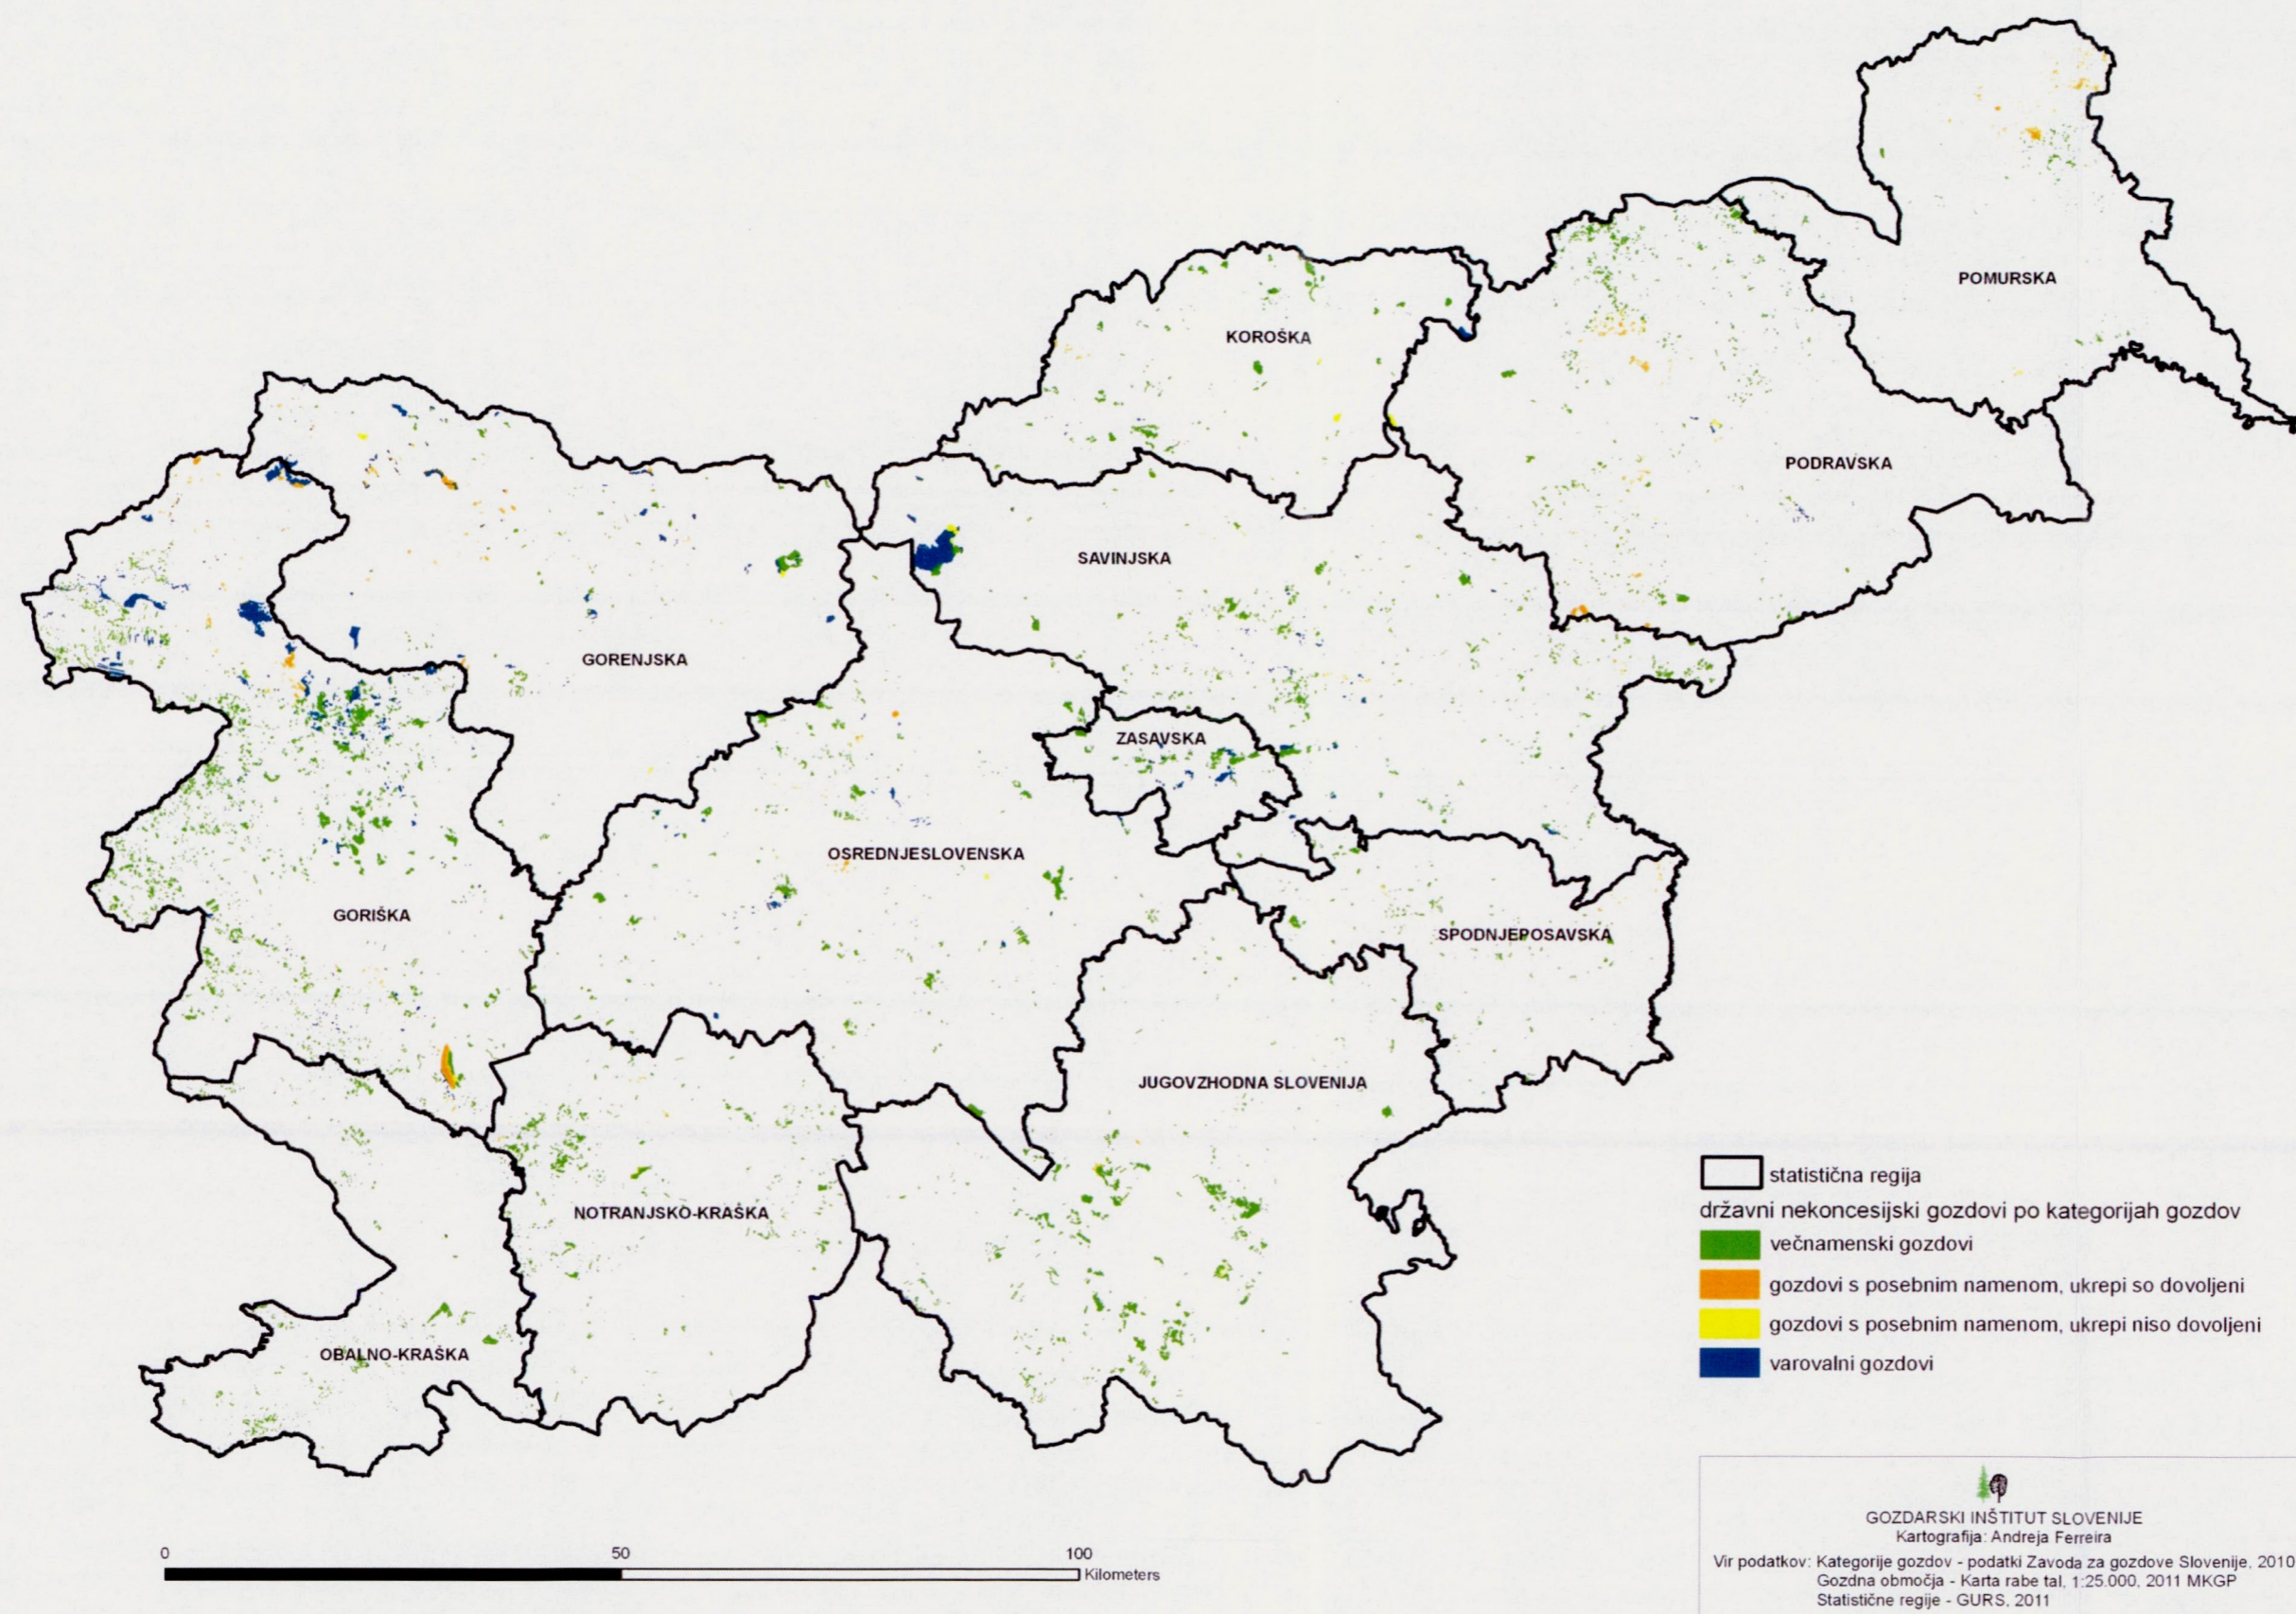 POMURSKA
KOROŠKA
PODRAVSKA
SAVINJSKA
GORENJSKA
ZASAVSKA
OSREDNJESLOVENSKA
GORIŠKA
SPODNJEPOSAVSKA
JUGOVZHODNA SLOVENIJA
NOTRANJSKO-KRAŠKA
OBALNO-KRAŠKA
statistična regija
državni nekoncesijski gozdovi po kategorijah gozdov
večnamenski gozdovi
gozdovi s posebnim namenom, ukrepi so dovoljeni
gozdovi s posebnim namenom, ukrepi niso dovoljeni
varovalni gozdovi
GOZDARSKI INŠTITUT SLOVENIJE
Kartografija: Andreja Ferreira
Vir podatkov: Kategorije gozdov - podatki Zavoda za gozdove Slovenije, 2010
Gozdna območja - Karta rabe tal, 1:25.000, 2011 MKGP
Statistične regije - GURS, 2011
0 50 100
Kilometers